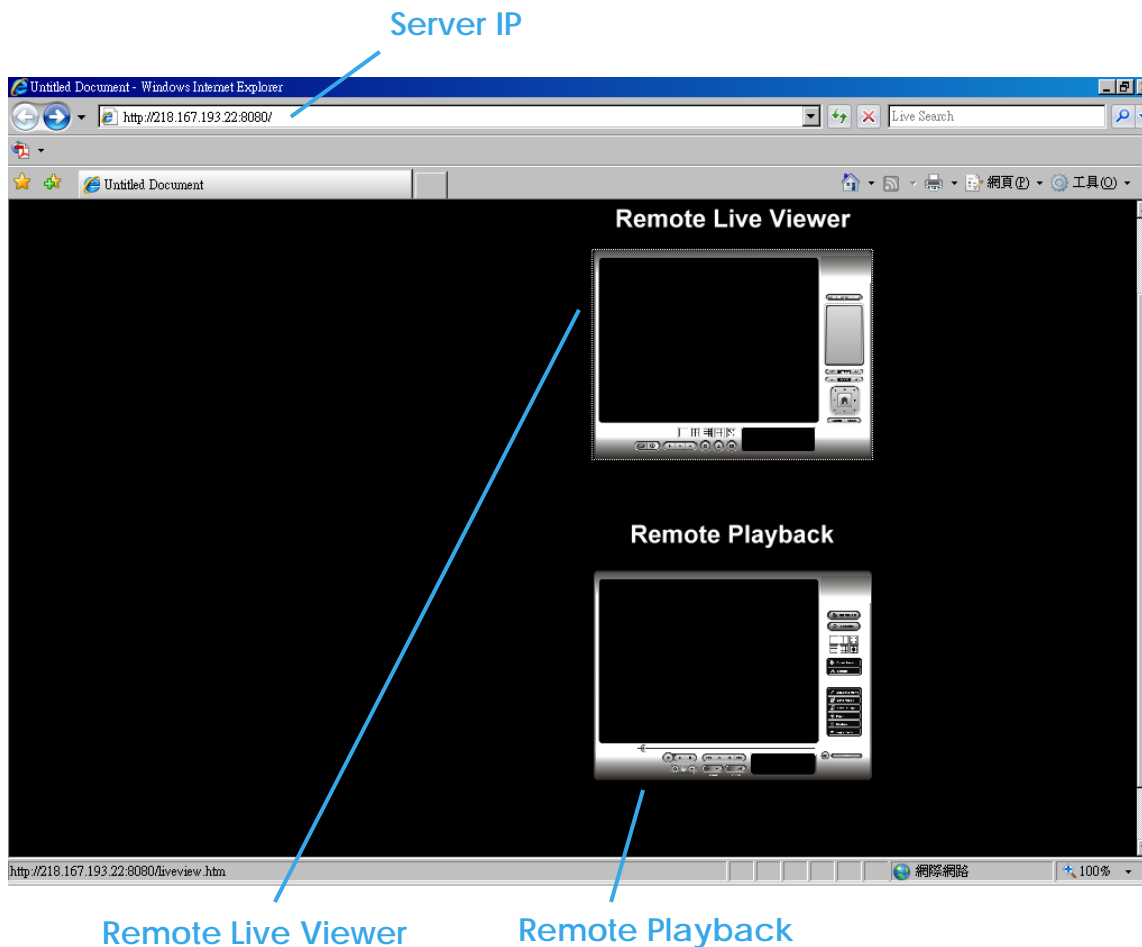 Server IP
Untitled Document - Windows Internet Explorer
http://218.167.193.22:8080/
Live Search
Untitled Document
網頁(P)
工具(O)
Remote Live Viewer
Remote Playback
http://218.167.193.22:8080/liveview.htm
網際網路
100%
Remote Live Viewer
Remote Playback